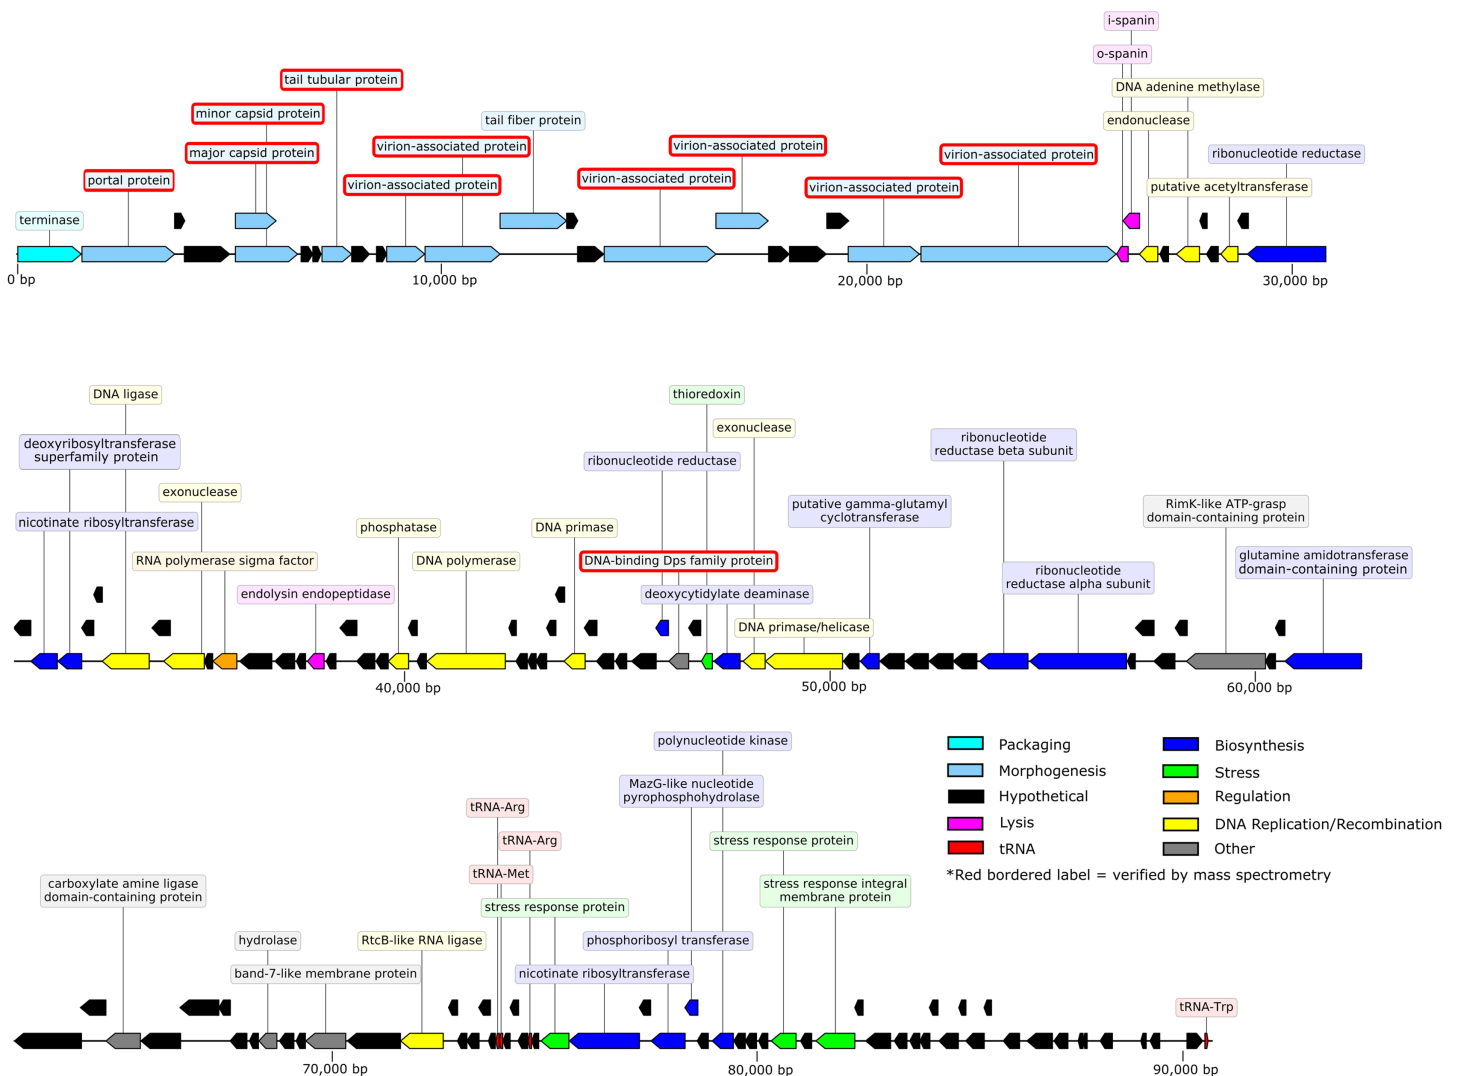 i-spanin
o-spanin
tail tubular protein
DNA adenine methylase
minor capsid protein
tail fiber protein
endonuclease
major capsid protein
virion-associated protein
virion-associated protein
virion-associated protein
ribonucleotide reductase
portal protein
virion-associated protein
virion-associated protein
virion-associated protein
putative acetyltransferase
terminase
0 bp
10,000 bp
20,000 bp
30,000 bp
DNA ligase
thioredoxin
exonuclease
deoxyribosyltransferase
superfamily protein
ribonucleotide
reductase beta subunit
ribonucleotide reductase
exonuclease
putative gamma-glutamyl
cyclotransferase
RimK-like ATP-grasp
domain-containing protein
nicotinate ribosyltransferase
phosphatase
DNA primase
RNA polymerase sigma factor
DNA polymerase
DNA-binding Dps family protein
glutamine amidotransferase
domain-containing protein
ribonucleotide
reductase alpha subunit
endolysin endopeptidase
deoxycytidylate deaminase
DNA primase/helicase
40,000 bp
50,000 bp
60,000 bp
polynucleotide kinase
MazG-like nucleotide
pyrophosphohydrolase
tRNA-Arg
tRNA-Arg
stress response protein
tRNA-Met
carboxylate amine ligase
domain-containing protein
stress response integral
membrane protein
stress response protein
hydrolase
RtcB-like RNA ligase
phosphoribosyl transferase
band-7-like membrane protein
nicotinate ribosyltransferase
tRNA-Trp
70,000 bp
80,000 bp
90,000 bp
Packaging
Morphogenesis
Hypothetical
Lysis
tRNA
Biosynthesis
Stress
Regulation
DNA Replication/Recombination
Other
*Red bordered label = verified by mass spectrometry